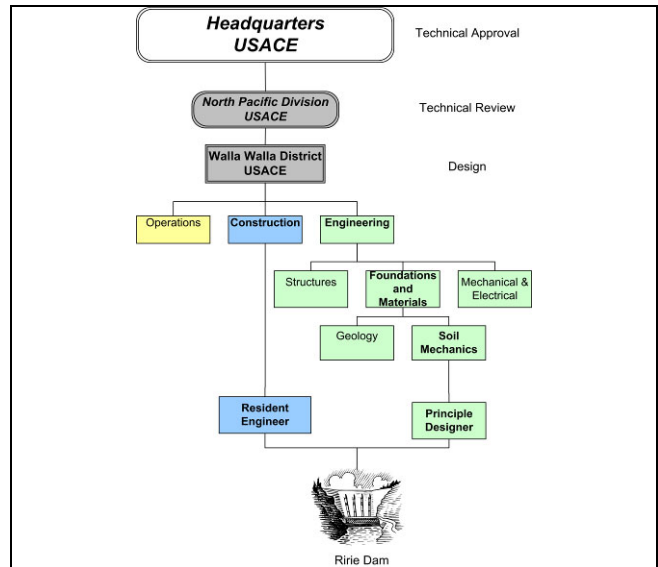 Headquarters
USACE
Technical Approval
North Pacific Division
USACE
Technical Review
Walla Walla District
USACE
Design
Operations
Construction
Engineering
Structures
Foundations
and
Materials
Mechanical &
Electrical
Geology
Soil
Mechanics
Resident
Engineer
Principle
Designer
Ririe Dam